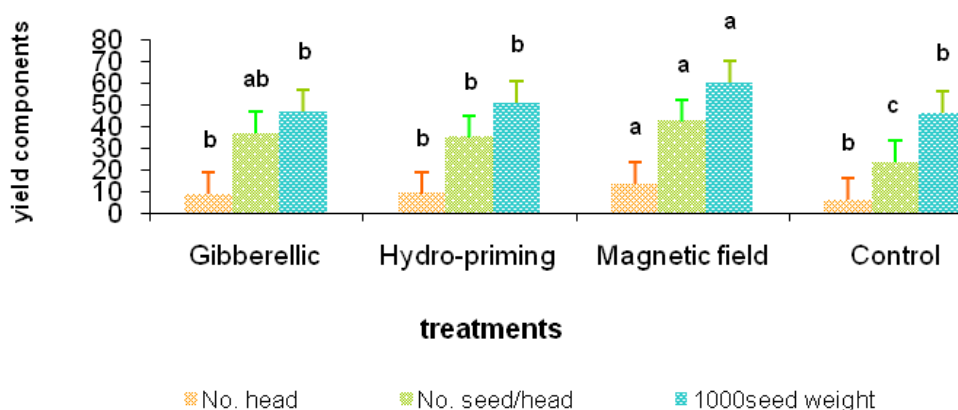 yield components
80
70
60
50
40
30
20
10
0
b ab b
b b b
a a a
b c b
Gibberellic Hydro-priming Magnetic field Control
treatments
No. head No. seed/head 1000seed weight